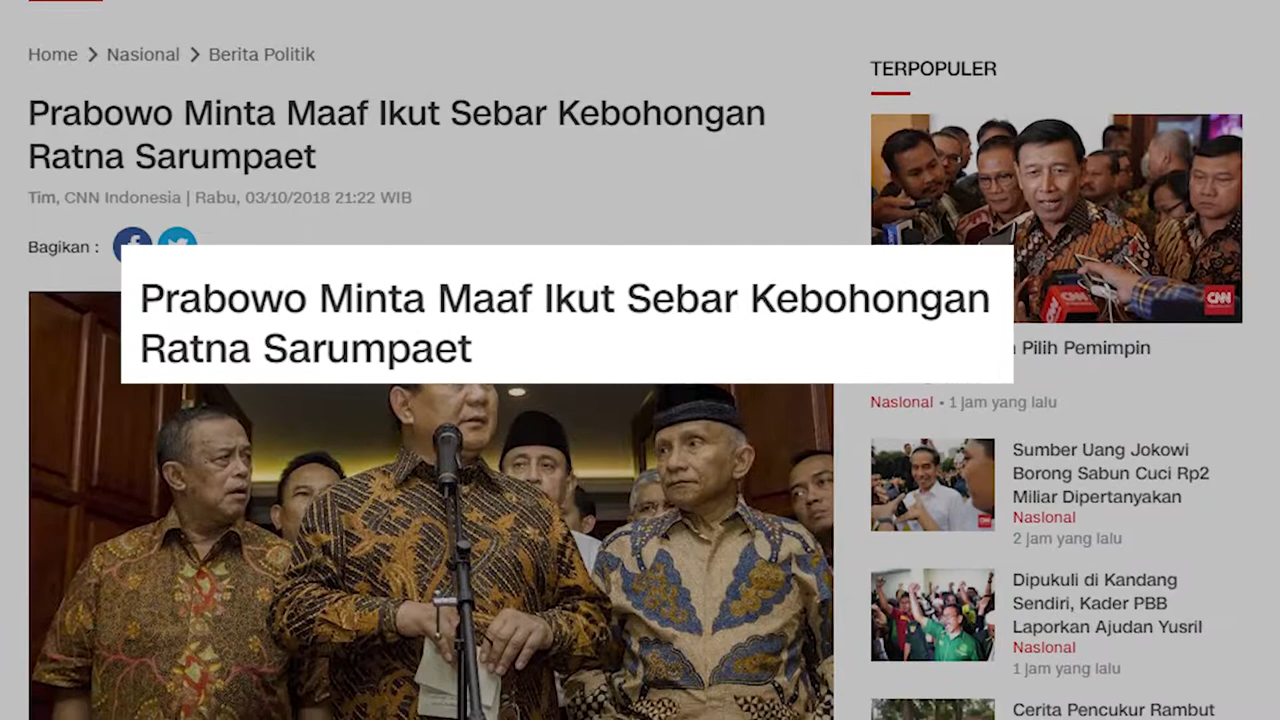 Home > Nasional > Berita Politik
Prabowo Minta Maaf Ikut Sebar Kebohongan
Ratna Sarumpaet
Tim, CNN Indonesia | Rabu, 03/10/2018 21:22 WIB
Bagikan :
Prabowo Minta Maaf Ikut Sebar Kebohongan
Ratna Sarumpaet
TERPOPULER
CNN
CNN
Pilih Pemimpin
Nasional • 1 jam yang lalu
Sumber Uang Jokowi
Borong Sabun Cuci Rp2
Miliar Dipertanyakan
Nasional
2 jam yang lalu
Dipukuli di Kandang
Sendiri, Kader PBB
Laporkan Ajudan Yusril
Nasional
1 jam yang lalu
Cerita Pencukur Rambut